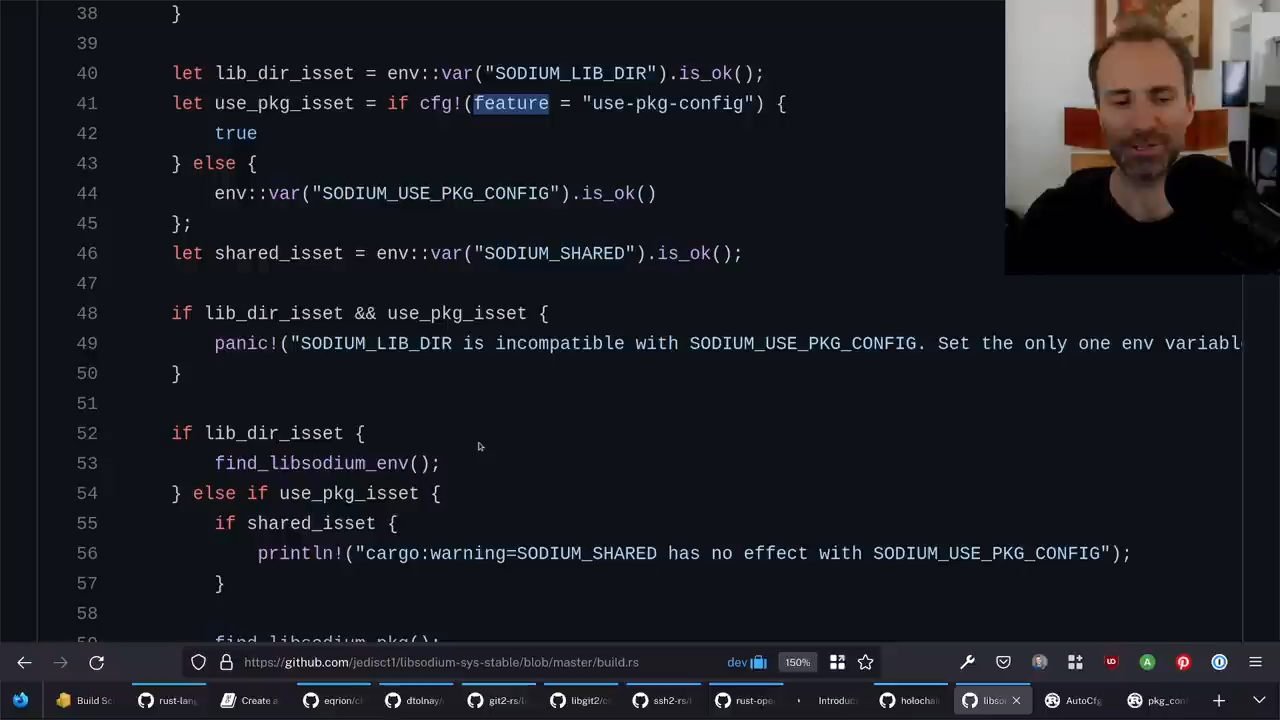 38 }
39
40 let lib_dir_isset = env::var("SODIUM_LIB_DIR").is_ok();
41 let use_pkg_isset = if cfg!(feature = "use-pkg-config") {
42 true
43 } else {
44 env::var("SODIUM_USE_PKG_CONFIG").is_ok()
45 };
46 let shared_isset = env::var("SODIUM_SHARED").is_ok();
47
48 if lib_dir_isset && use_pkg_isset {
49 panic!("SODIUM_LIB_DIR is incompatible with SODIUM_USE_PKG_CONFIG. Set the only one env variabl
50 }
51
52 if lib_dir_isset {
53 find_libsodium_env();
54 } else if use_pkg_isset {
55 if shared_isset {
56 println!("cargo:warning=SODIUM_SHARED has no effect with SODIUM_USE_PKG_CONFIG");
57 }
58
59 find_libsodium_pkg();
https://github.com/jedisct1/libsodium-sys-stable/blob/master/build.rs dev 150%
Build Sc rust-lang Create a eqrion/c dtolnay/ git2-rs/l libgit2/c ssh2-rs/ rust-ope Introduc holochai libso AutoCfg pkg_con